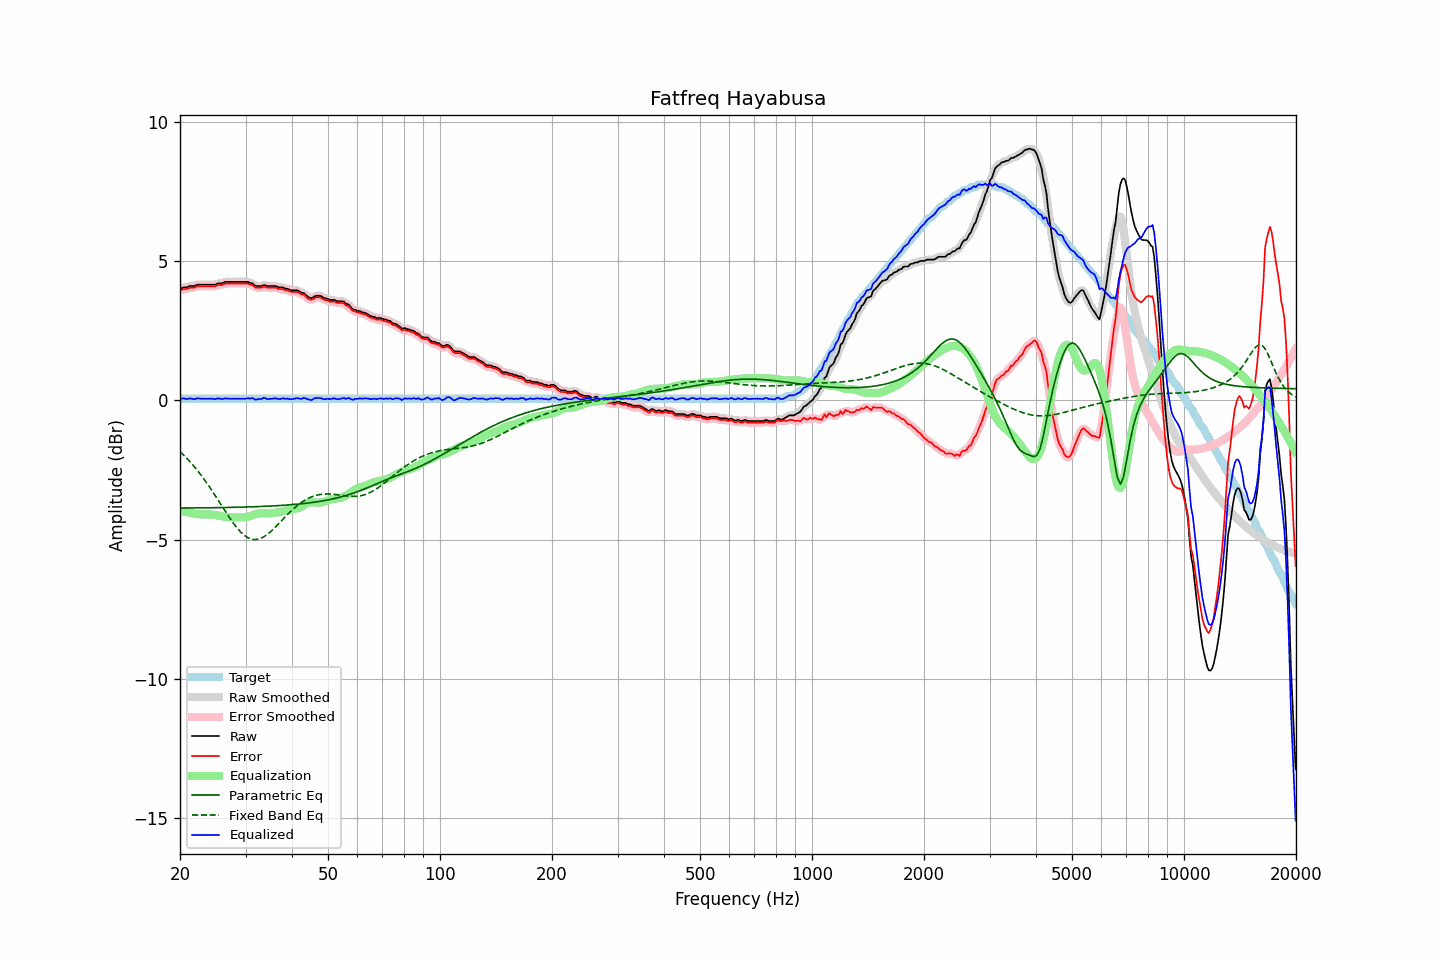 Fatfreq Hayabusa
10
5
0
−5
−10
−15
Amplitude (dBr)
Target
Raw Smoothed
Error Smoothed
Raw
Error
Equalization
Parametric Eq
Fixed Band Eq
Equalized
20 50 100 200 500 1000 2000 5000 10000 20000
Frequency (Hz)